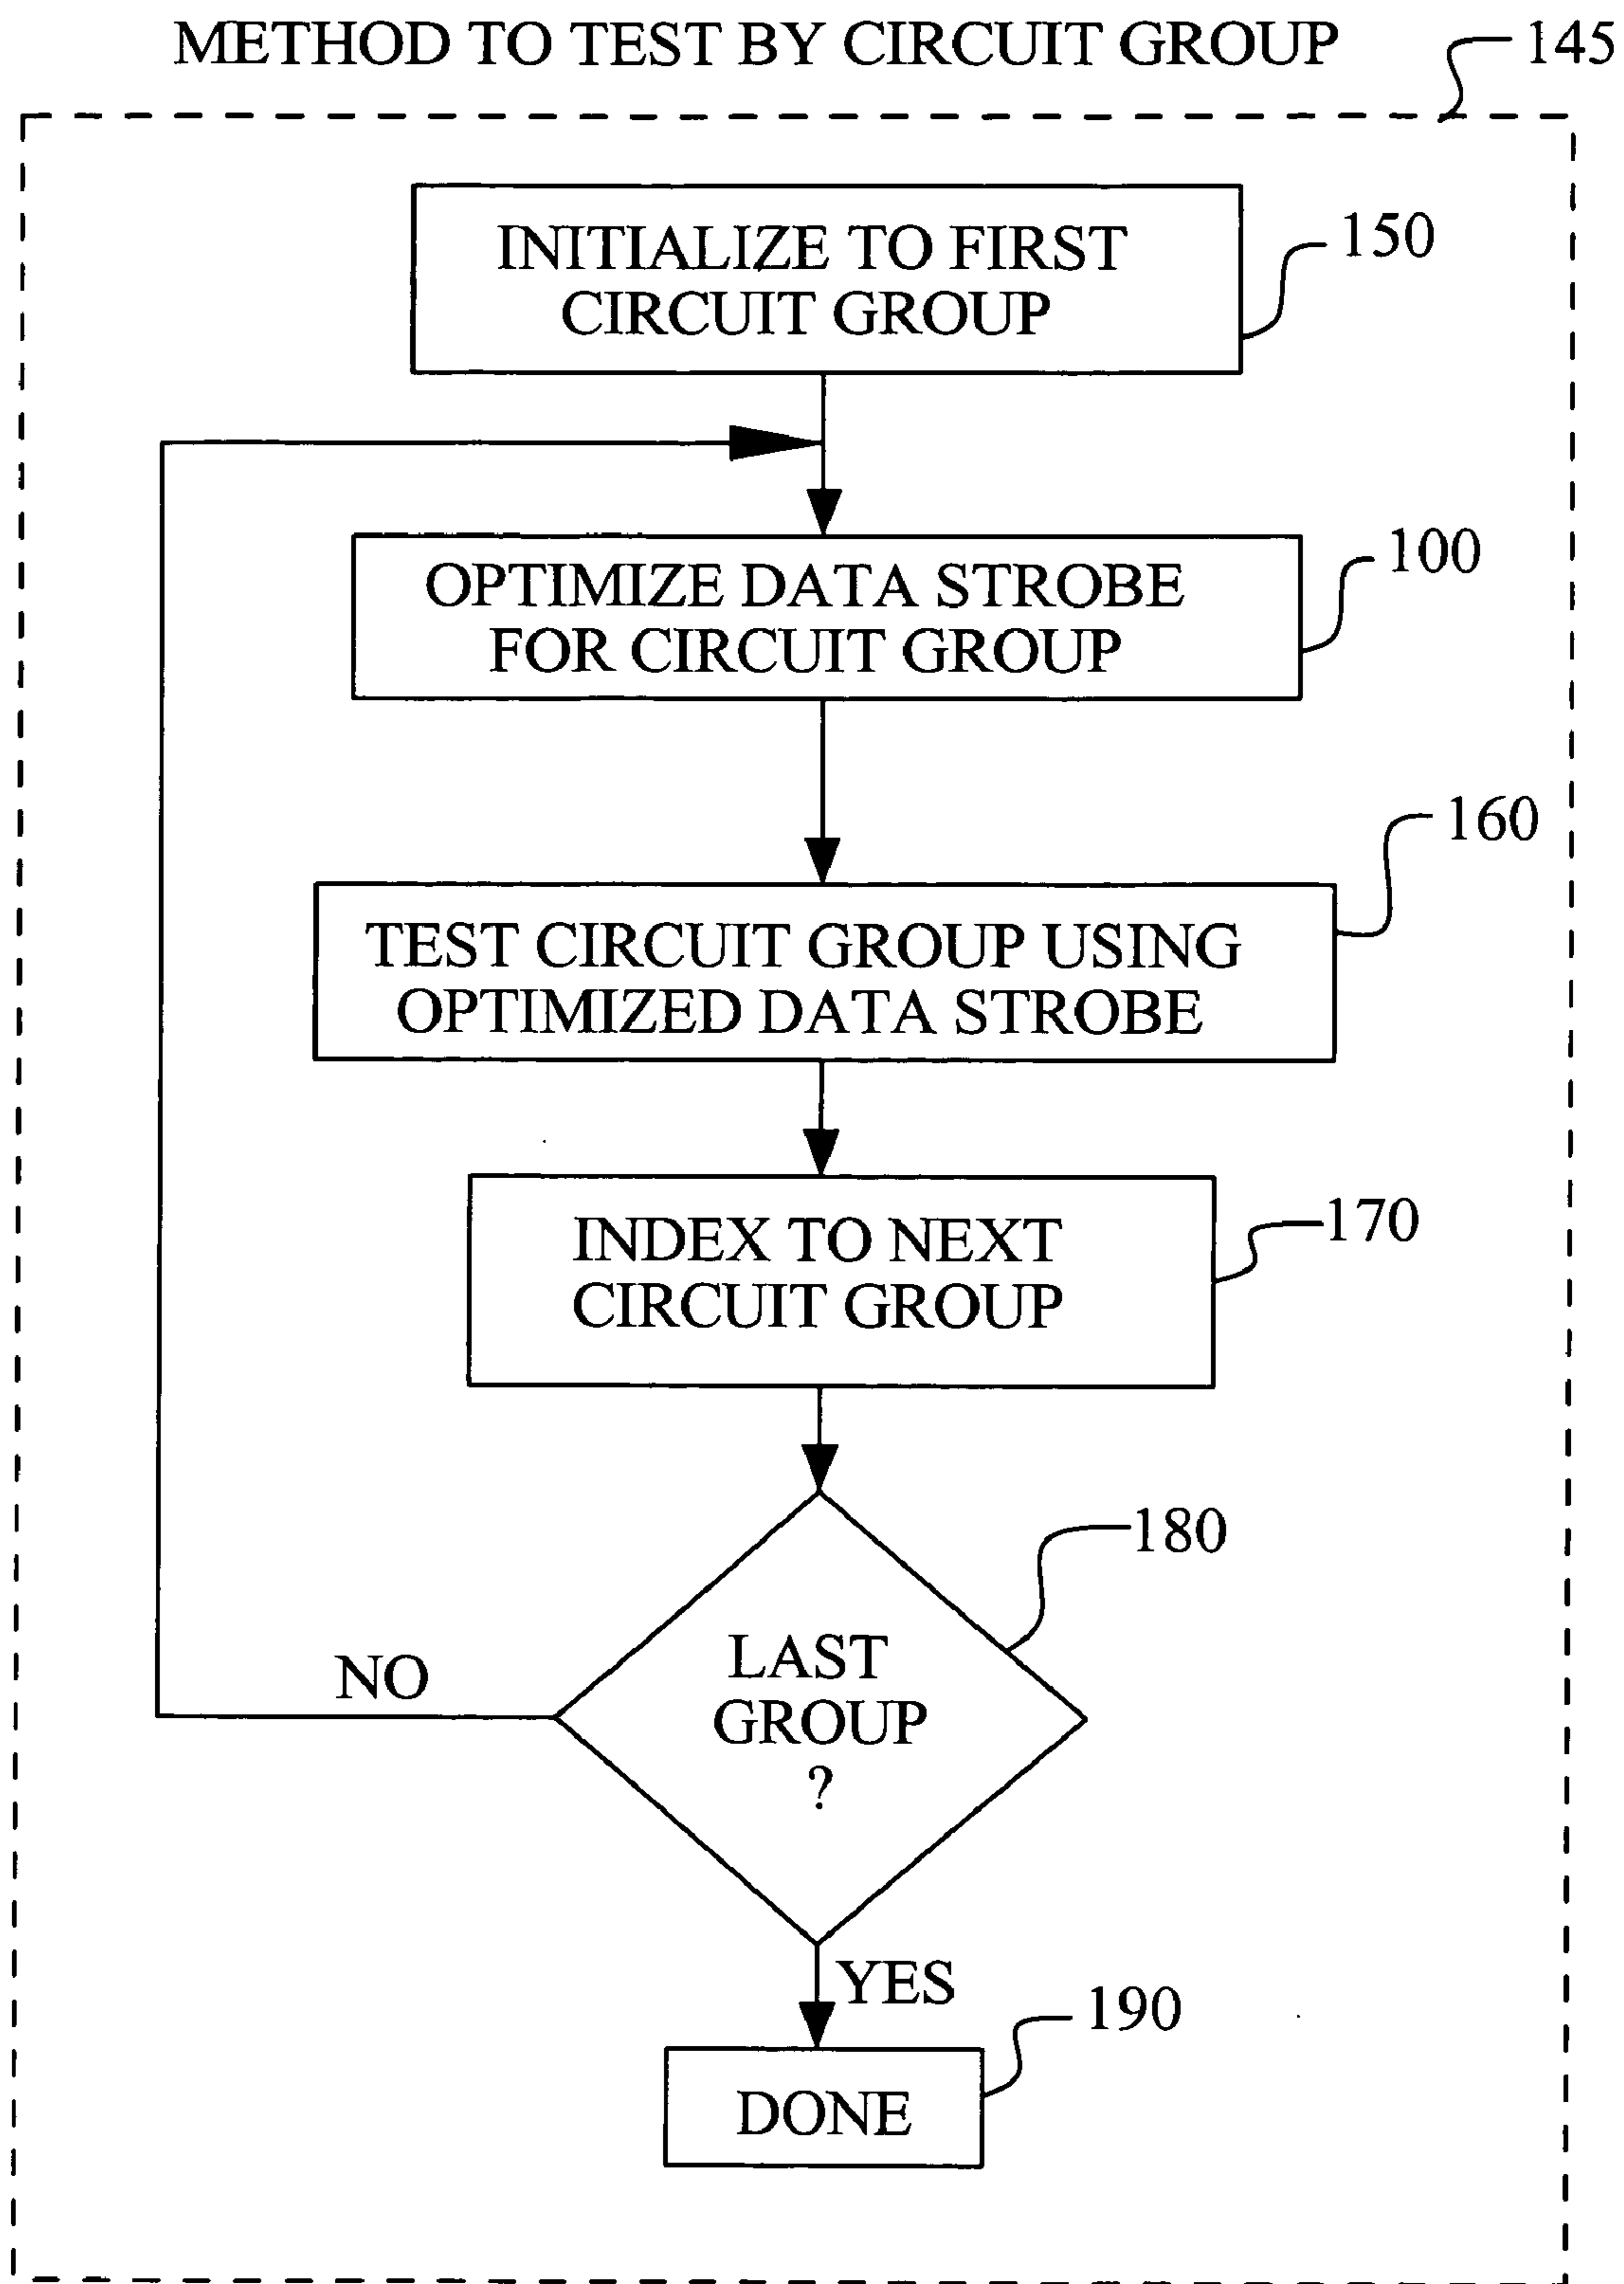 METHOD TO TEST BY CIRCUIT GROUP
145
INITIALIZE TO FIRST
CIRCUIT GROUP
150
OPTIMIZE DATA STROBE
FOR CIRCUIT GROUP
100
TEST CIRCUIT GROUP USING
OPTIMIZED DATA STROBE
160
INDEX TO NEXT
CIRCUIT GROUP
170
LAST
GROUP
?
180
NO
YES
DONE
190